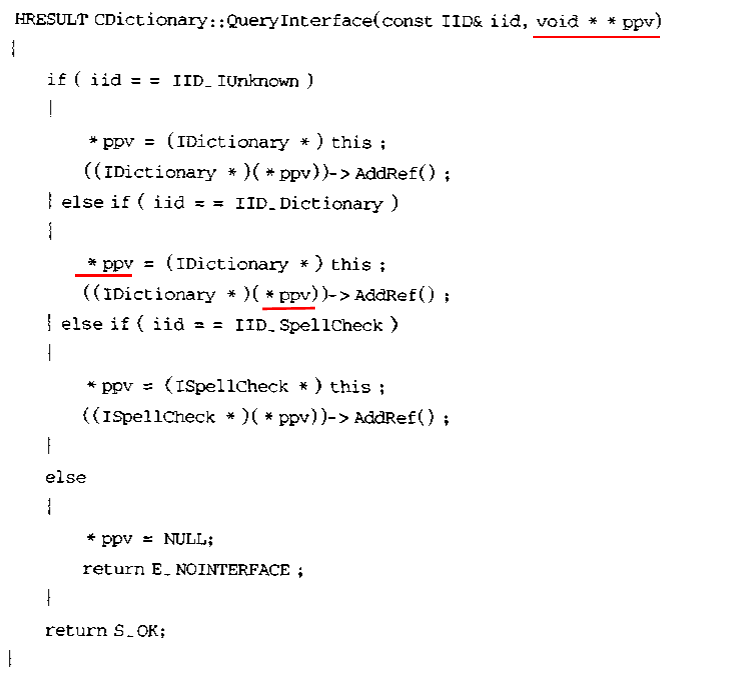 HRESULT CDictionary::QueryInterface(const IID& iid, void * * ppv)
{
if ( iid = = IID_IUnknown )
{
* ppv = (IDictionary * ) this ;
((IDictionary * )( * ppv))-> AddRef() ;
} else if ( iid = = IID_Dictionary )
{
* ppv = (IDictionary * ) this ;
((IDictionary * )( * ppv))-> AddRef() ;
} else if ( iid = = IID_SpellCheck )
{
* ppv = (ISpellCheck * ) this ;
((ISpellCheck * )( * ppv))-> AddRef() ;
}
else
{
* ppv = NULL;
return E_NOINTERFACE ;
}
return S_OK;
}